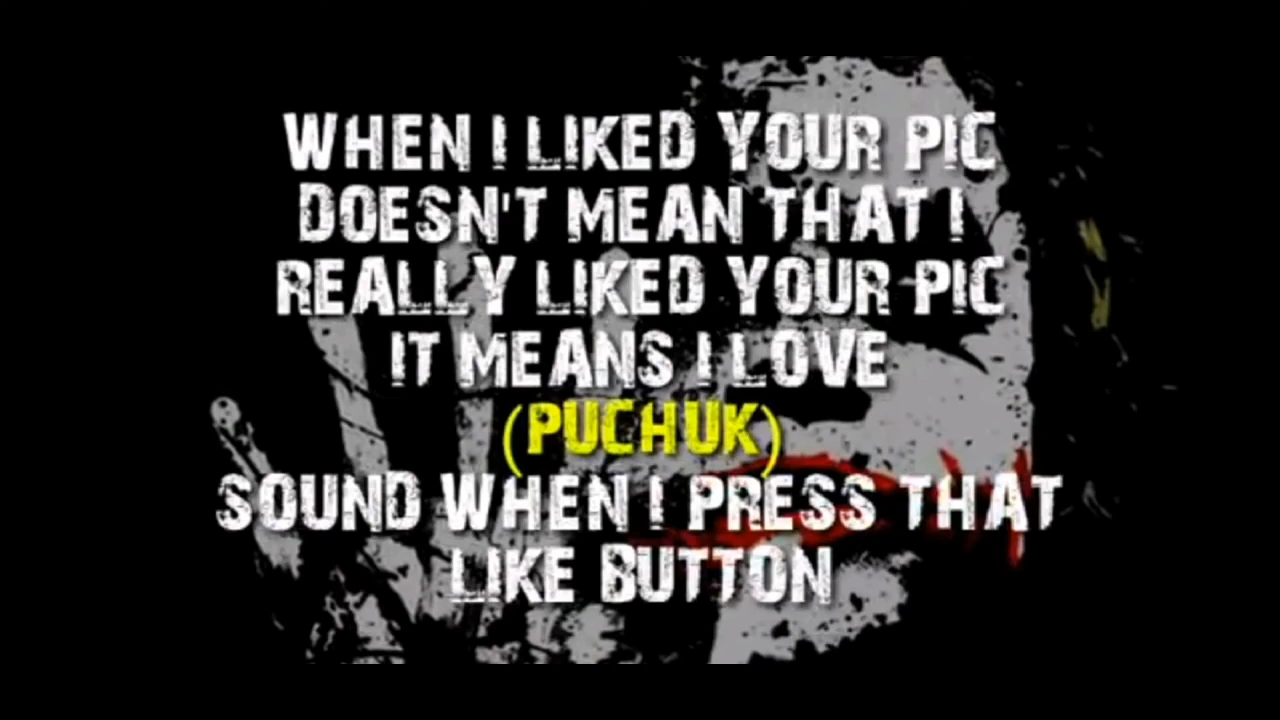 WHEN I LIKED YOUR PIC
DOESN'T MEAN THAT I
REALLY LIKED YOUR PIC
IT MEANS I LOVE
(PUCHUK)
SOUND WHEN I PRESS THAT
LIKE BUTTON